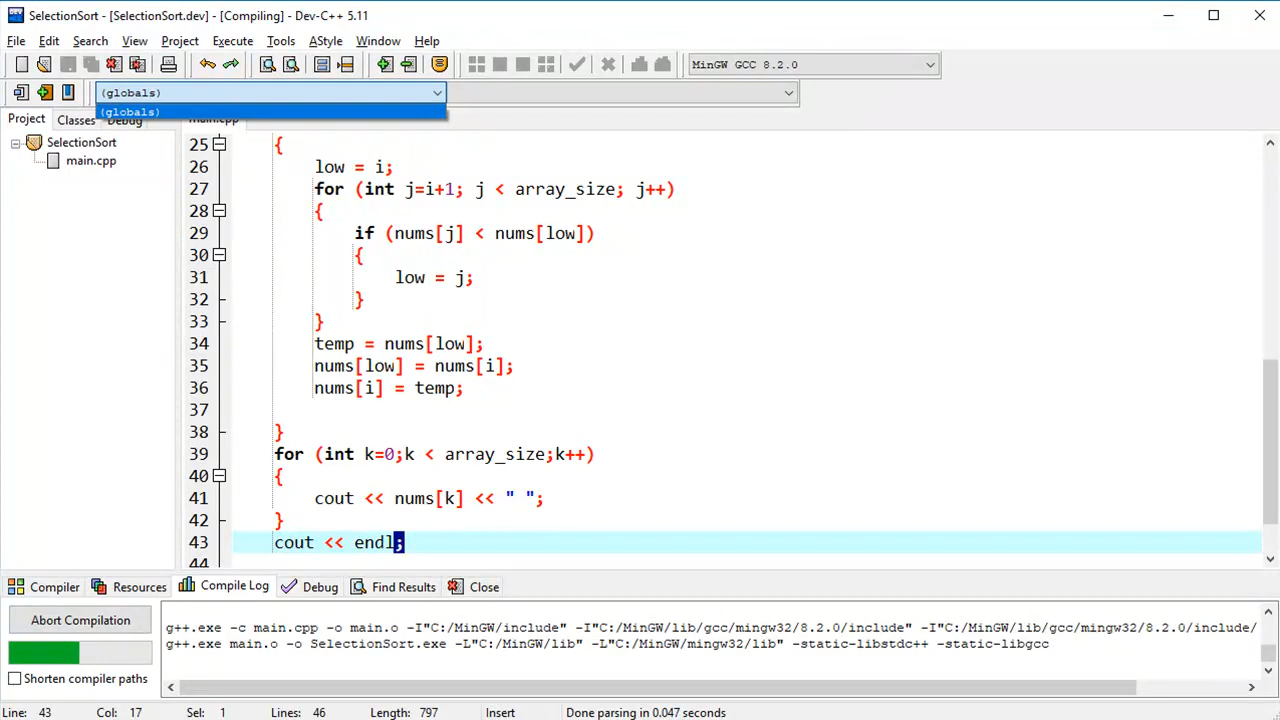 SelectionSort - [SelectionSort.dev] - [Compiling] - Dev-C++ 5.11
File Edit Search View Project Execute Tools AStyle Window Help
MinGW GCC 8.2.0
(globals)
(globals)
Project Classes Debug main.cpp
SelectionSort
main.cpp
25 {
26 low = i;
27 for (int j=i+1; j < array_size; j++)
28 {
29 if (nums[j] < nums[low])
30 {
31 low = j;
32 }
33 }
34 temp = nums[low];
35 nums[low] = nums[i];
36 nums[i] = temp;
37
38 }
39 for (int k=0;k < array_size;k++)
40 {
41 cout << nums[k] << " ";
42 }
43 cout << endl;
44
Compiler Resources Compile Log Debug Find Results Close
Abort Compilation
Shorten compiler paths
g++.exe -c main.cpp -o main.o -I"C:/MinGW/include" -I"C:/MinGW/lib/gcc/mingw32/8.2.0/include" -I"C:/MinGW/lib/gcc/mingw32/8.2.0/include/
g++.exe main.o -o SelectionSort.exe -L"C:/MinGW/lib" -L"C:/MinGW/mingw32/lib" -static-libstdc++ -static-libgcc
Line: 43 Col: 17 Sel: 1 Lines: 46 Length: 797 Insert Done parsing in 0.047 seconds